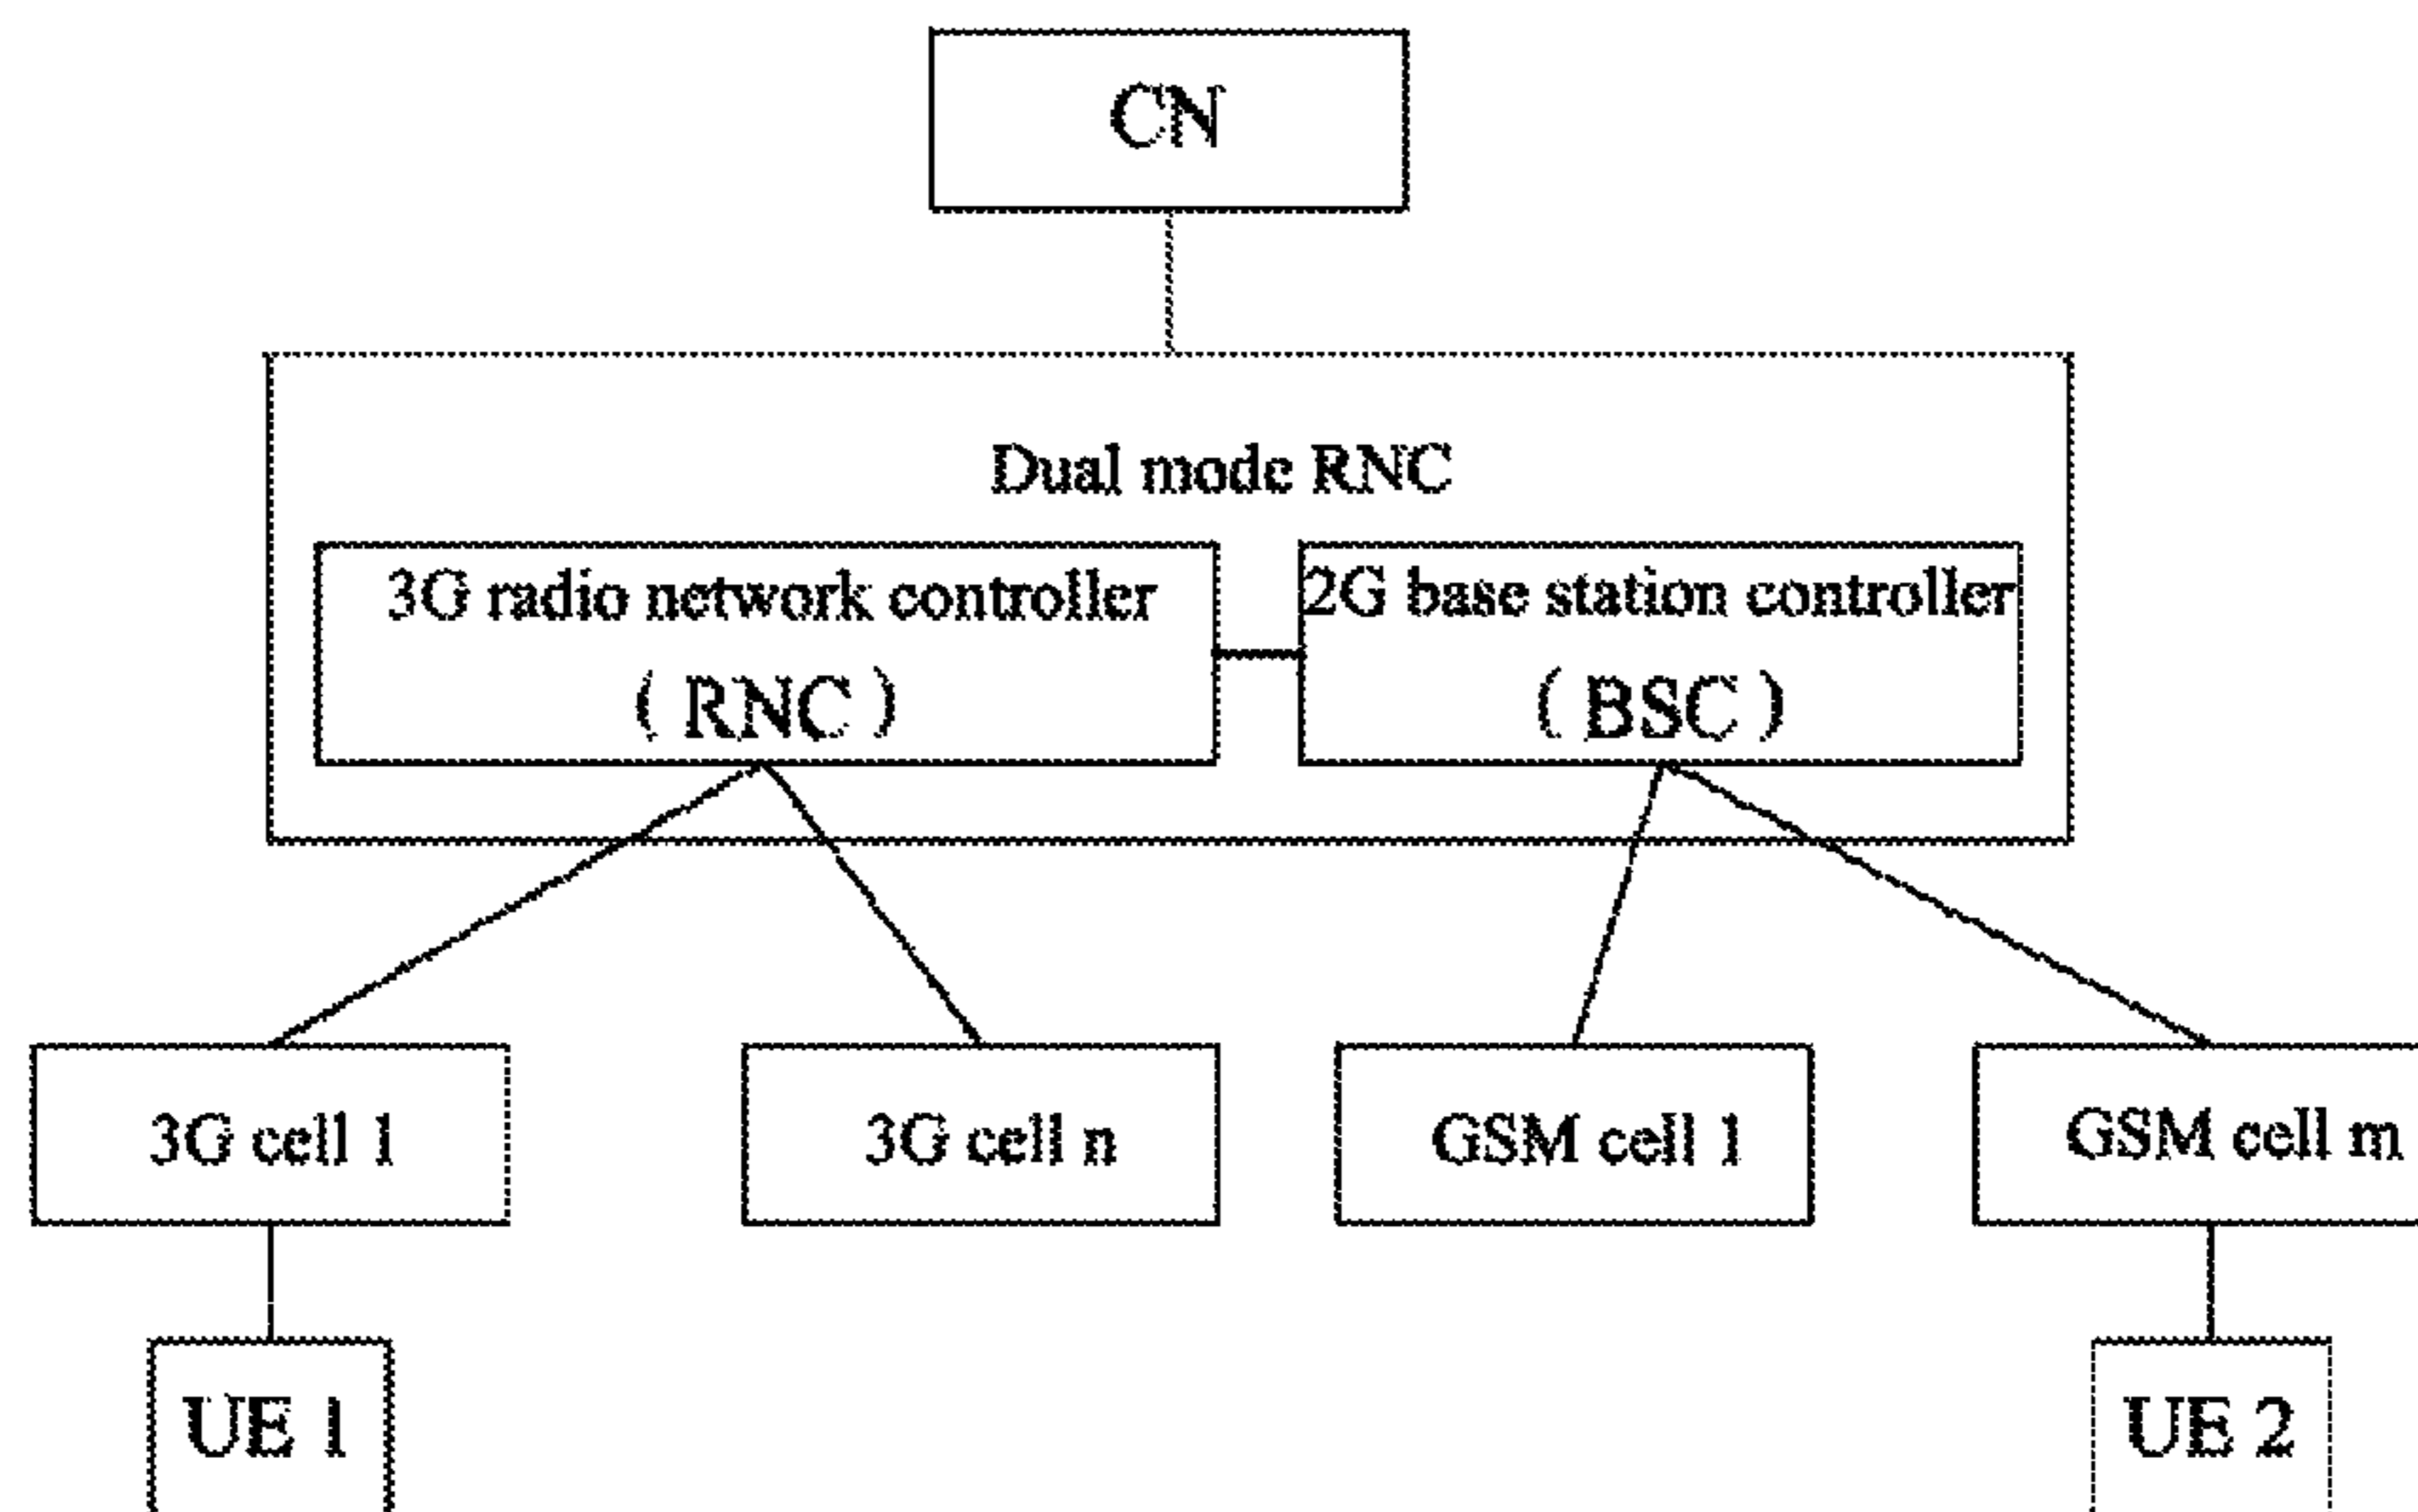 CN
Dual mode RNC
3G radio network controller
( RNC )
2G base station controller
( BSC )
3G cell 1
3G cell n
GSM cell 1
GSM cell m
UE 1
UE 2